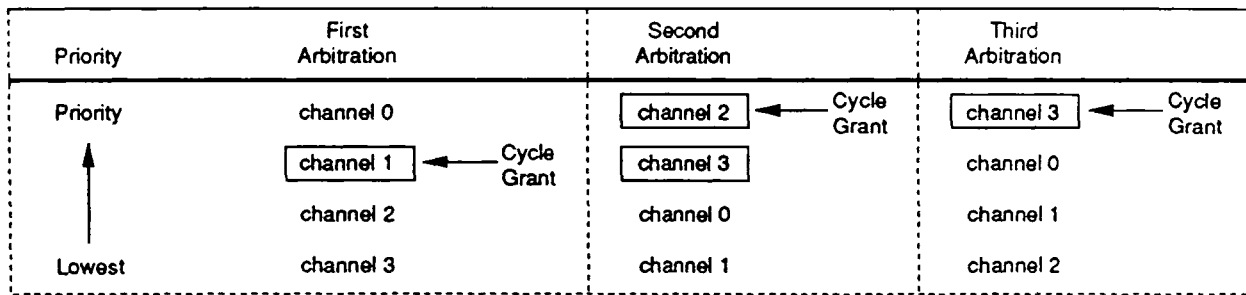 Priority
First
Arbitration
Second
Arbitration
Third
Arbitration
Priority
channel 0
channel 2
Cycle
Grant
channel 3
Cycle
Grant
channel 1
Cycle
Grant
channel 3
channel 0
channel 2
channel 0
channel 1
Lowest
channel 3
channel 1
channel 2